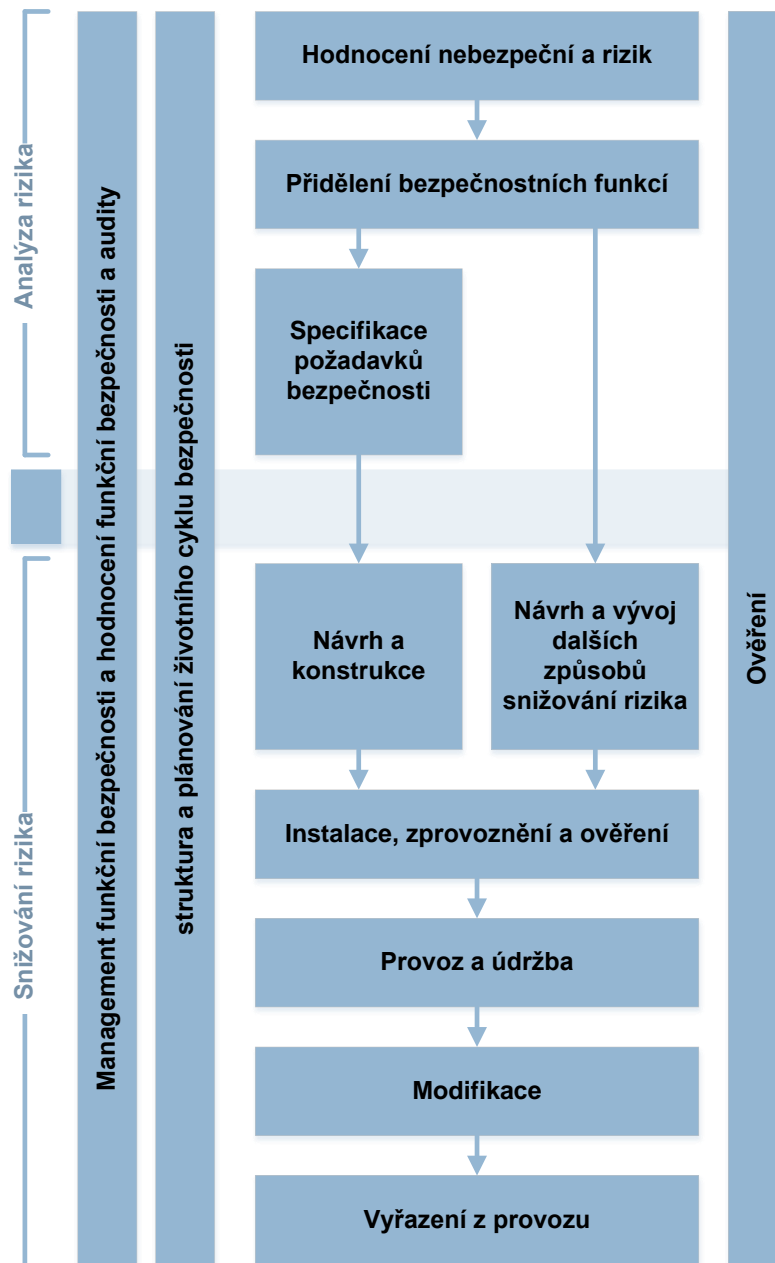 Analýza rizika
Snižování rizika
Management funkční bezpečnosti a hodnocení funkční bezpečnosti a audity
struktura a plánování životního cyklu bezpečnosti
Hodnocení nebezpeční a rizik
Přidělení bezpečnostních funkcí
Specifikace
požadavků
bezpečnosti
Návrh a
konstrukce
Návrh a vývoj
dalších
způsobů
snižování rizika
Instalace, zprovoznění a ověření
Provoz a údržba
Modifikace
Vyřazení z provozu
Ověření